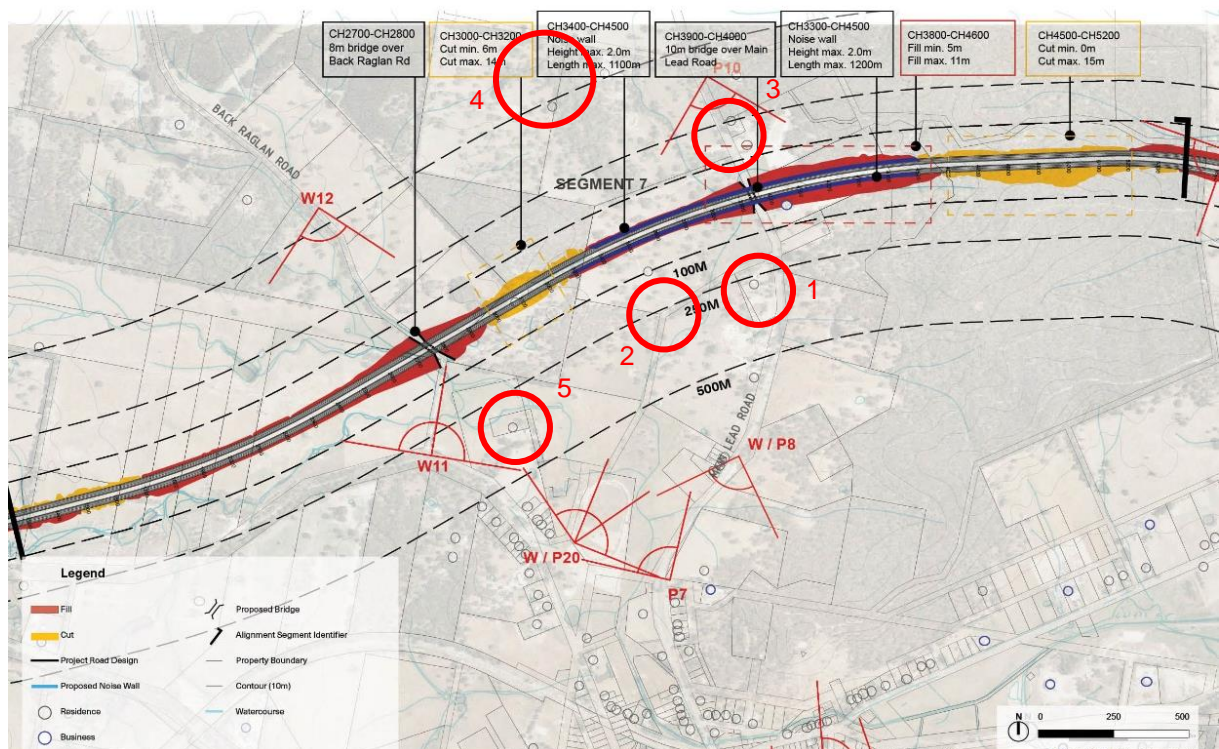 CH2700-CH2800
8m bridge over
Back Raglan Rd
CH3000-CH3200
Cut min. 6m
Cut max. 14m
CH3400-CH4500
Noise wall
Height max. 2.0m
Length max. 1100m
CH3900-CH4000
10m bridge over Main
Lead Road
CH3300-CH4500
Noise wall
Height max. 2.0m
Length max. 1200m
CH3800-CH4600
Fill min. 5m
Fill max. 11m
CH4500-CH5200
Cut min. 0m
Cut max. 15m
4
P10
3
BACK RAGLAN ROAD
SEGMENT 7
W12
100M
1
250M
2
500M
5
LEAD ROAD
W11
W / P8
W / P20
P7
Legend
Fill
Cut
Project Road Design
Proposed Noise Wall
Residence
Business
Proposed Bridge
Alignment Segment Identifier
Property Boundary
Contour (10m)
Watercourse
N
0
250
500